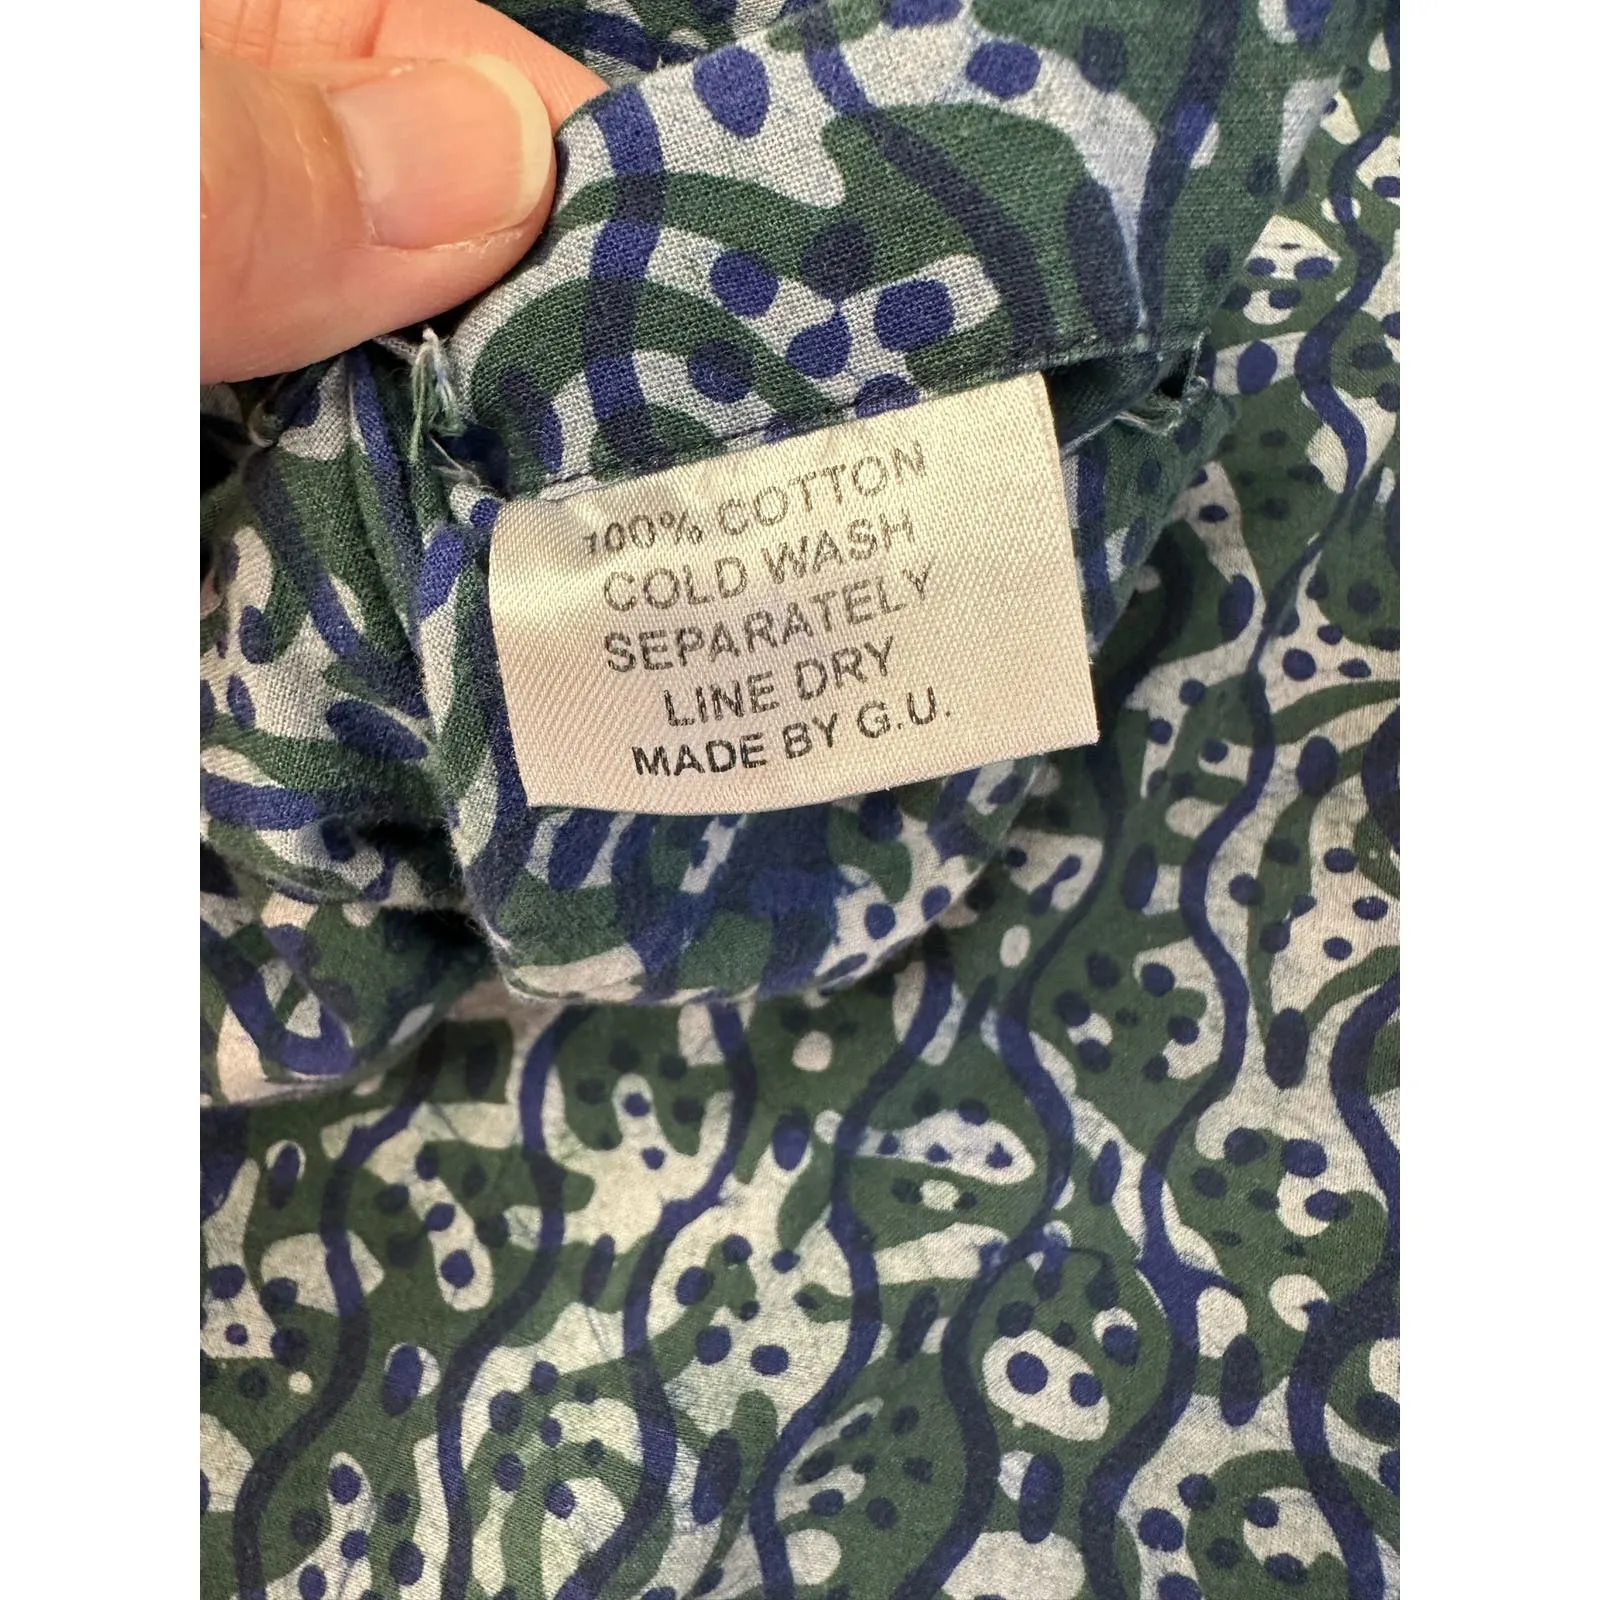 100% COTTON
COLD WASH
SEPARATELY
LINE DRY
MADE BY G.U.